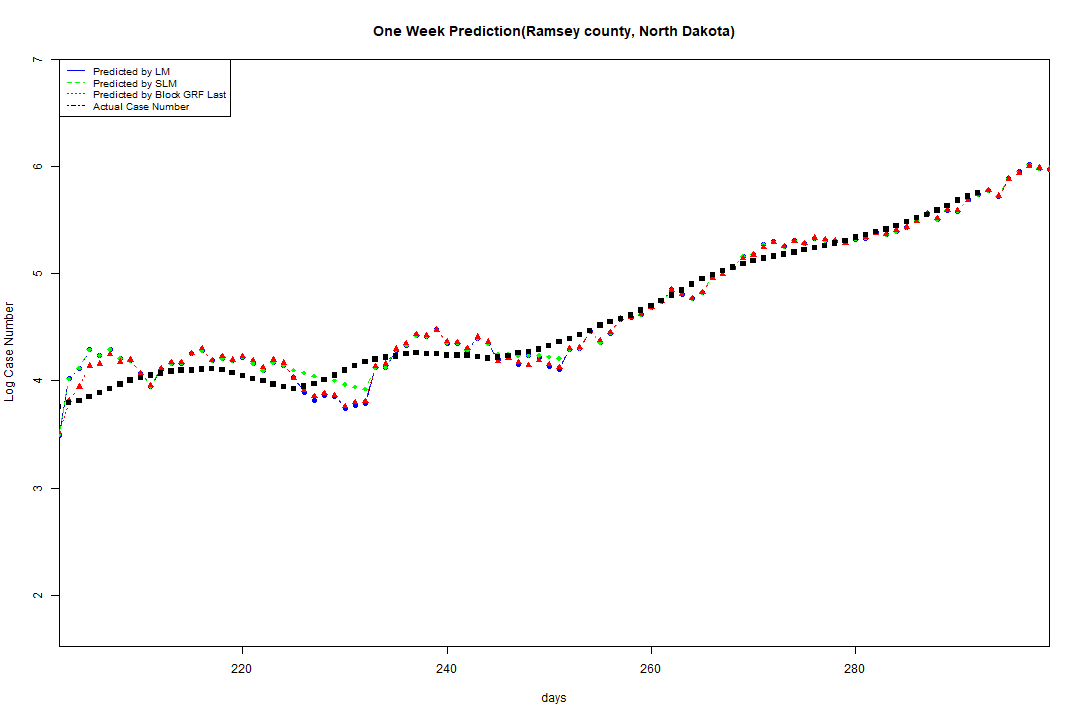 One Week Prediction(Ramsey county, North Dakota)
Predicted by LM
Predicted by SLM
Predicted by Block GRF Last
Actual Case Number
7
6
5
4
3
2
Log Case Number
220 240 260 280
days